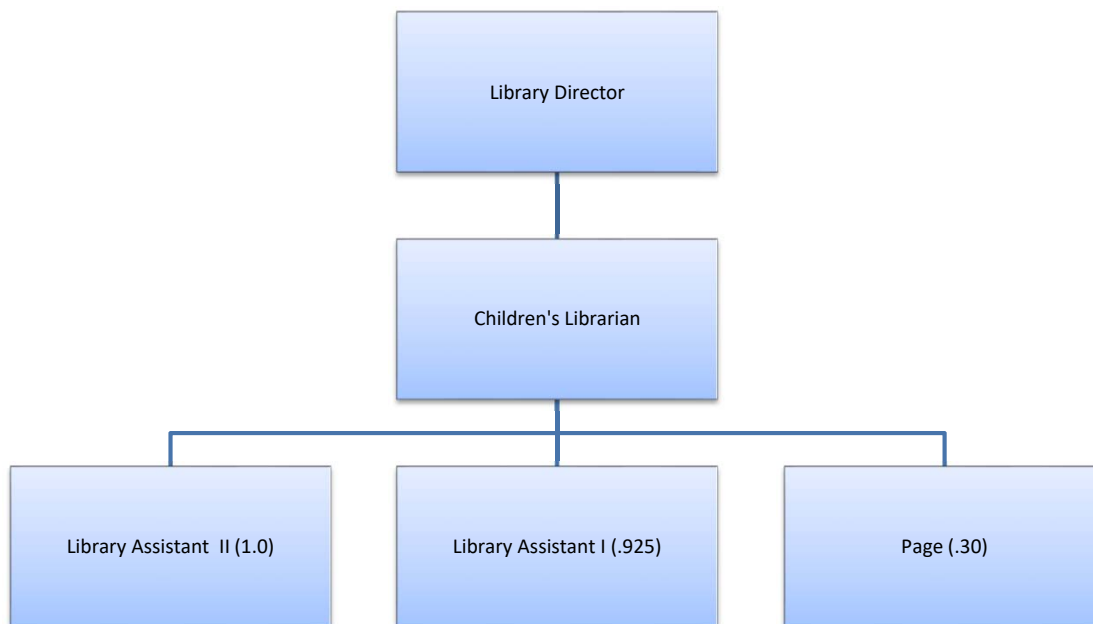 Library Director
Children's Librarian
Library Assistant  II (1.0)
Library Assistant I (.925)
Page (.30)